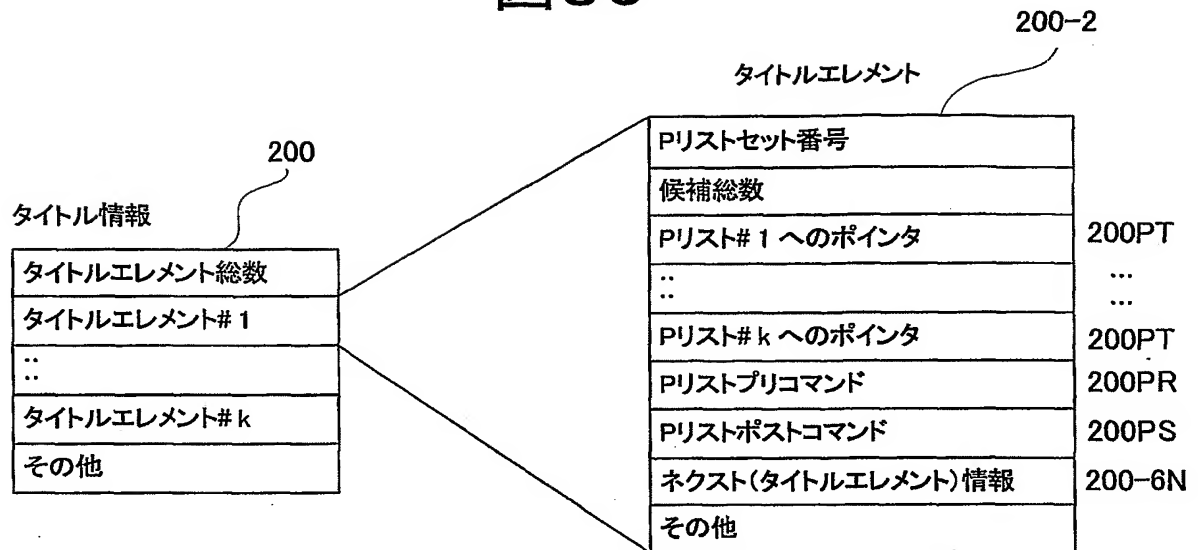 200-2
タイトルエレメント
200
タイトル情報
タイトルエレメント総数
タイトルエレメント#1
::
タイトルエレメント#k
その他
Pリストセット番号
候補総数
Pリスト#1へのポインタ 200PT
:: …
…
Pリスト#kへのポインタ 200PT
Pリストプリコマンド 200PR
Pリストポストコマンド 200PS
ネクスト(タイトルエレメント)情報 200-6N
その他